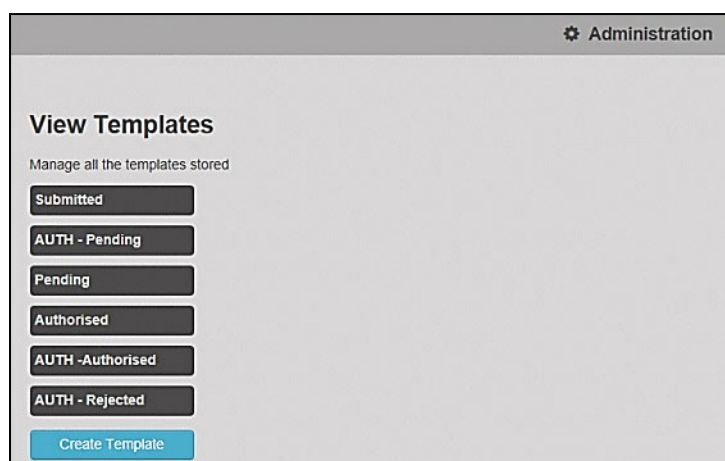 Administration
View Templates
Manage all the templates stored
Submitted
AUTH - Pending
Pending
Authorised
AUTH -Authorised
AUTH - Rejected
Create Template